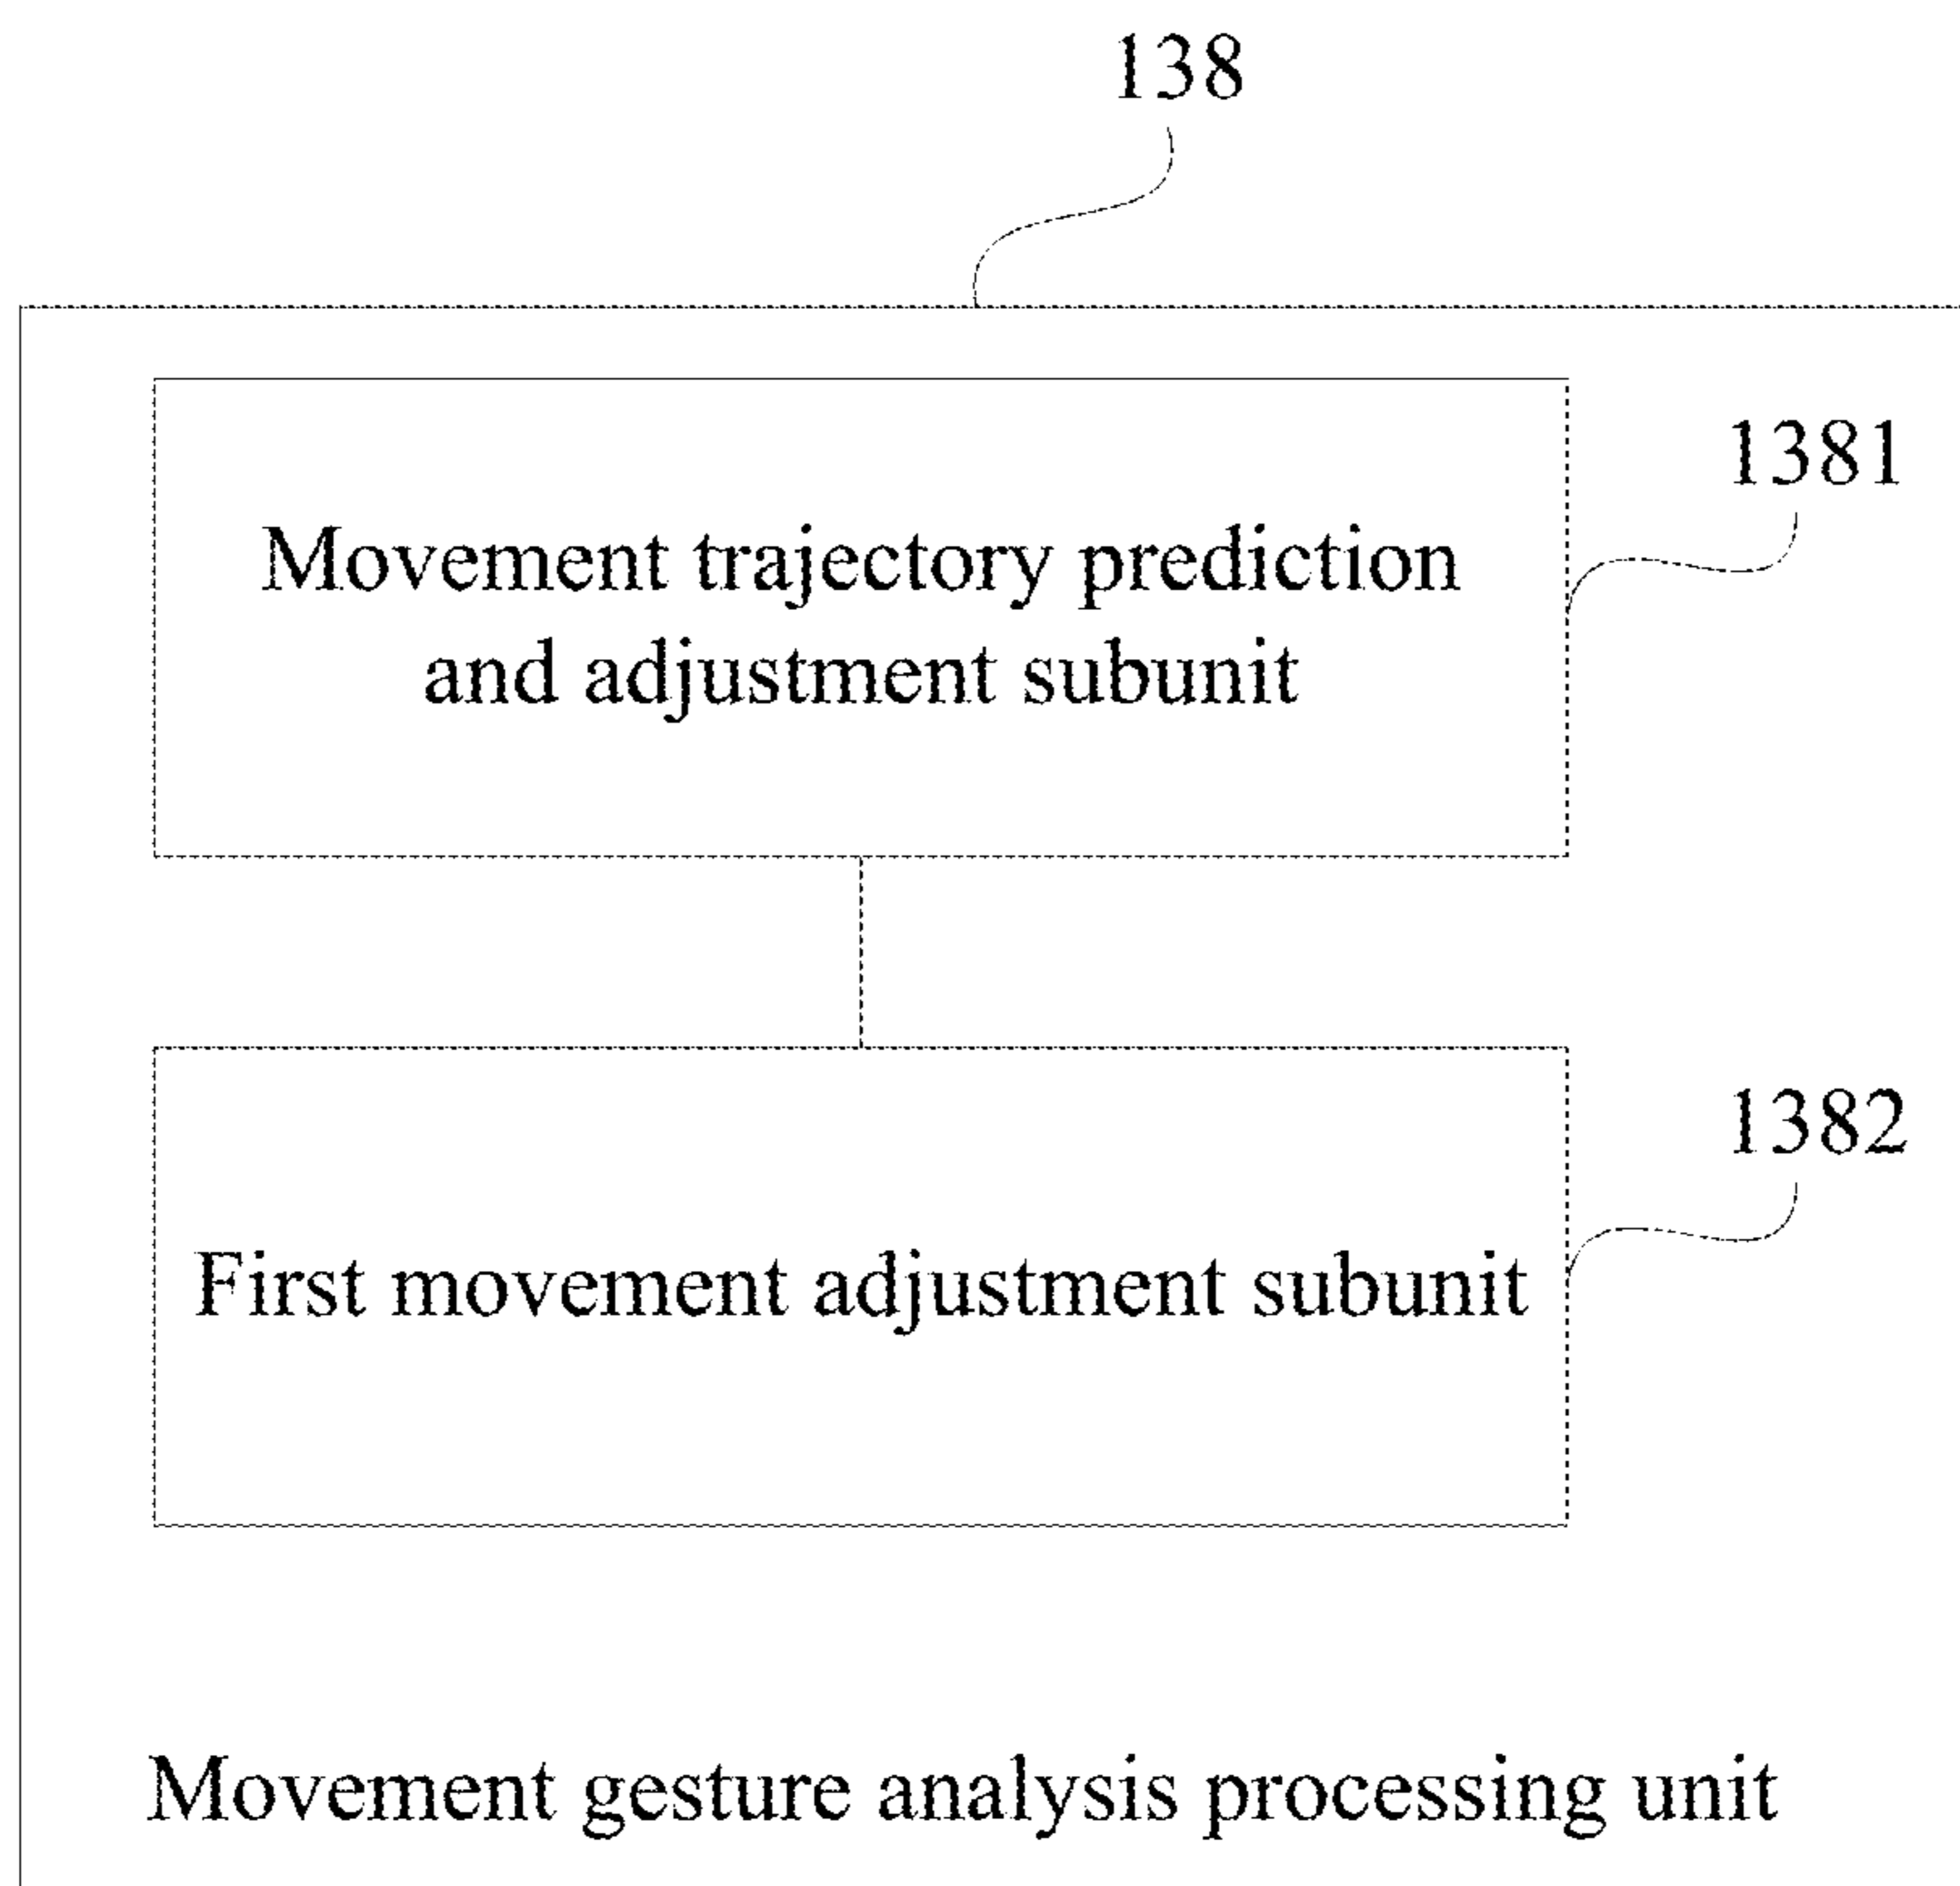 138
1381
Movement trajectory prediction
and adjustment subunit
1382
First movement adjustment subunit
Movement gesture analysis processing unit